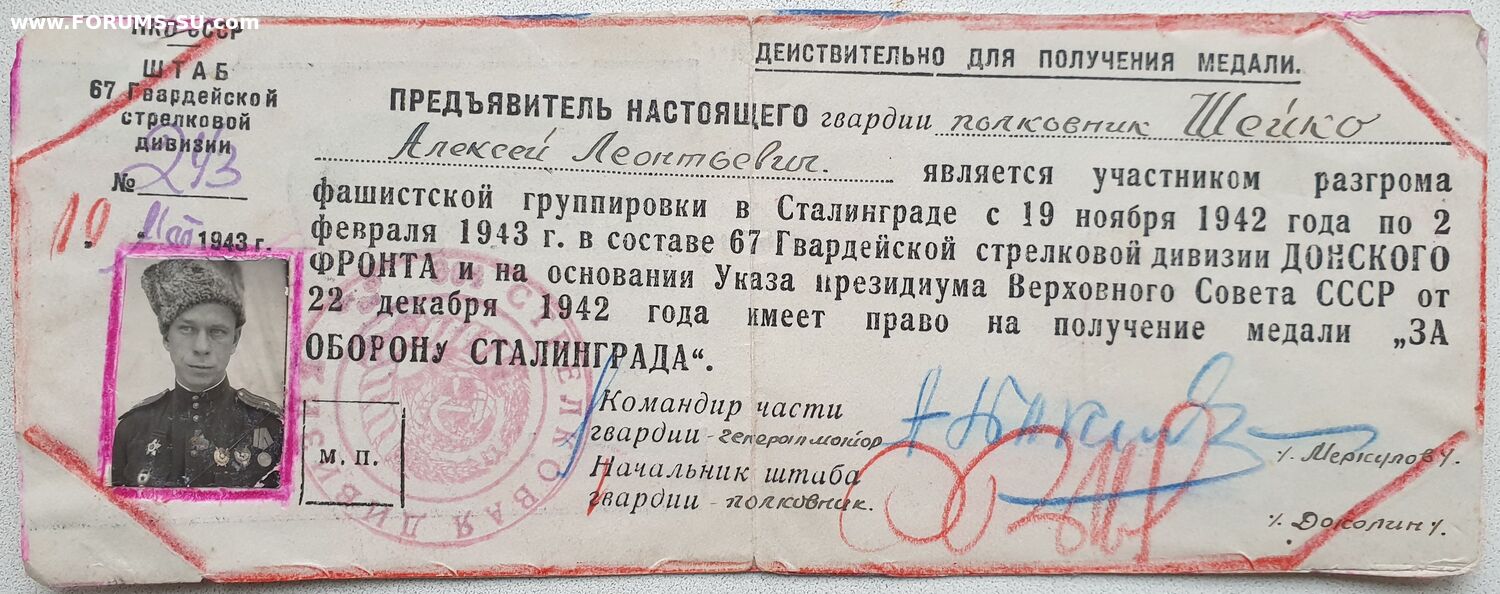 www.FORUMS-SU.com
НКО СССР
ШТАБ
67 Гвардейской
стрелковой
дивизии
№ 243
10 Мая 1943 г.
ДЕЙСТВИТЕЛЬНО ДЛЯ ПОЛУЧЕНИЯ МЕДАЛИ.
ПРЕДЪЯВИТЕЛЬ НАСТОЯЩЕГО гвардии полковник Шейко
Алексей Леонтьевич. является участником разгрома
фашистской группировки в Сталинграде с 19 ноября 1942 года по 2
февраля 1943 г. в составе 67 Гвардейской стрелковой дивизии ДОНСКОГО
ФРОНТА и на основании Указа президиума Верховного Совета СССР от
22 декабря 1942 года имеет право на получение медали „ЗА
ОБОРОНУ СТАЛИНГРАДА“.
Командир части
гвардии - генерал майор
/. Меркулов /.
Начальник штаба
гвардии - полковник.
/. Доколин /.
М. П.
СТРЕЛКОВАЯ ДИВИЗИЯ